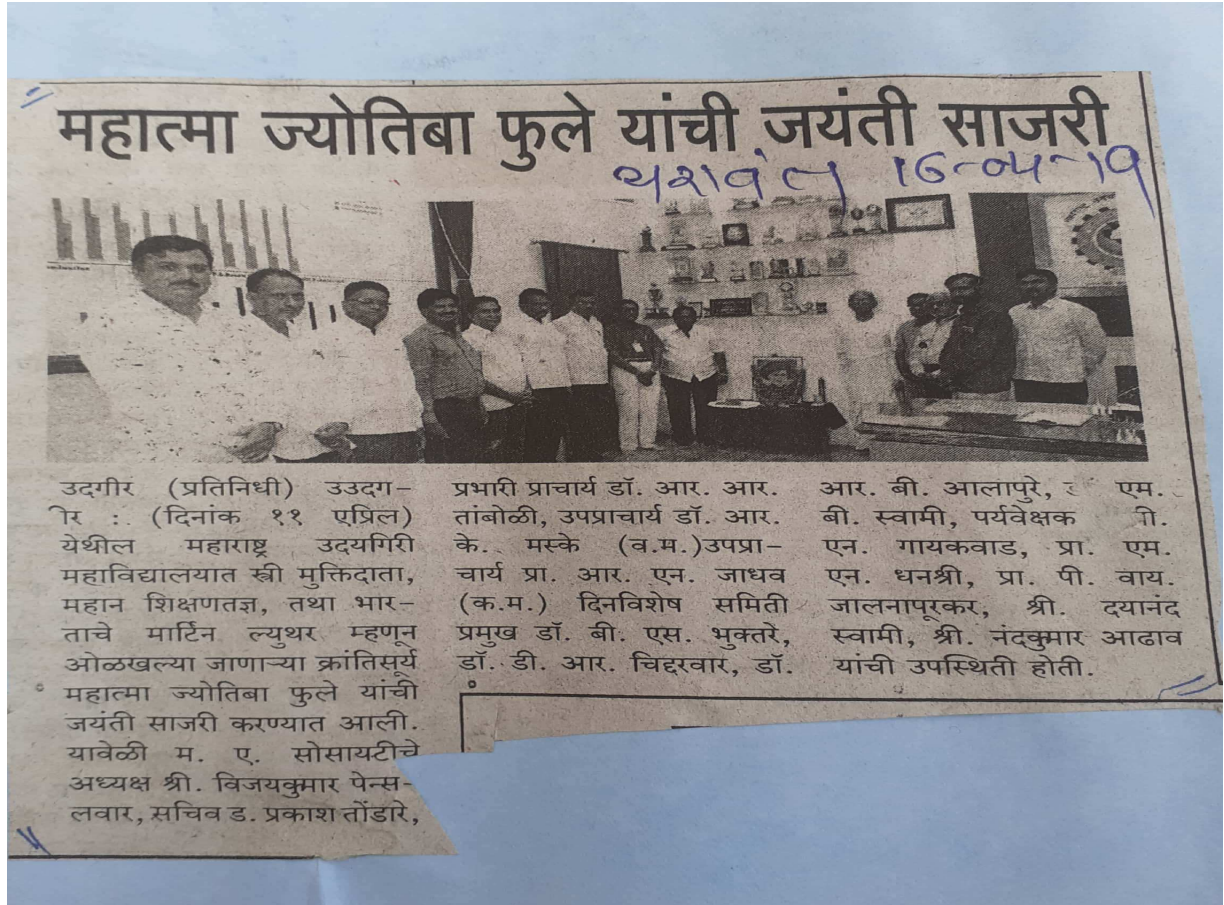 महात्मा ज्योतिबा फुले यांची जयंती साजरी
यशवंत 16-04-19
उदगीर (प्रतिनिधी) उउदग-
ीर : (दिनांक ११ एप्रिल)
येथील महाराष्ट्र उदयगिरी
महाविद्यालयात स्त्री मुक्तिदाता,
महान शिक्षणतज्ञ, तथा भार-
ताचे मार्टिन ल्युथर म्हणून
ओळखल्या जाणाऱ्या क्रांतिसूर्य
महात्मा ज्योतिबा फुले यांची
जयंती साजरी करण्यात आली.
यावेळी म. ए. सोसायटीचे
अध्यक्ष श्री. विजयकुमार पेन्स-
लवार, सचिव ड. प्रकाश तोंडारे,
प्रभारी प्राचार्य डॉ. आर. आर.
तांबोळी, उपप्राचार्य डॉ. आर.
के. मस्के (व.म.)उपप्रा-
चार्य प्रा. आर. एन. जाधव
(क.म.) दिनविशेष समिती
प्रमुख डॉ. बी. एस. भुक्तरे,
डॉ. डी. आर. चिद्दरवार, डॉ.
आर. बी. आलापुरे, एम.
बी. स्वामी, पर्यवेक्षक पी.
एन. गायकवाड, प्रा. एम.
एन. धनश्री, प्रा. पी. वाय.
जालनापूरकर, श्री. दयानंद
स्वामी, श्री. नंदकुमार आढाव
यांची उपस्थिती होती.